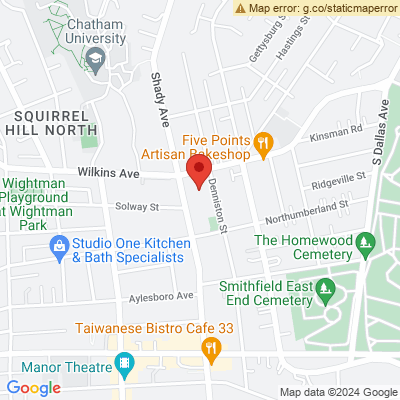 Map error: g.co/staticmaperror
Chatham
University
Shady Ave
Gettysburg S
Hastings St
SQUIRREL
HILL NORTH
Five Points
Artisan Bakeshop
Kinsman Rd
S Dallas Ave
Wilkins Ave
Wightman
Playground
at Wightman
Park
Denniston St
Ridgeville St
Solway St
Northumberland St
Studio One Kitchen
& Bath Specialists
The Homewood
Cemetery
Smithfield East
End Cemetery
Aylesboro Ave
Taiwanese Bistro Cafe 33
Manor Theatre
Google
Map data ©2024 Google